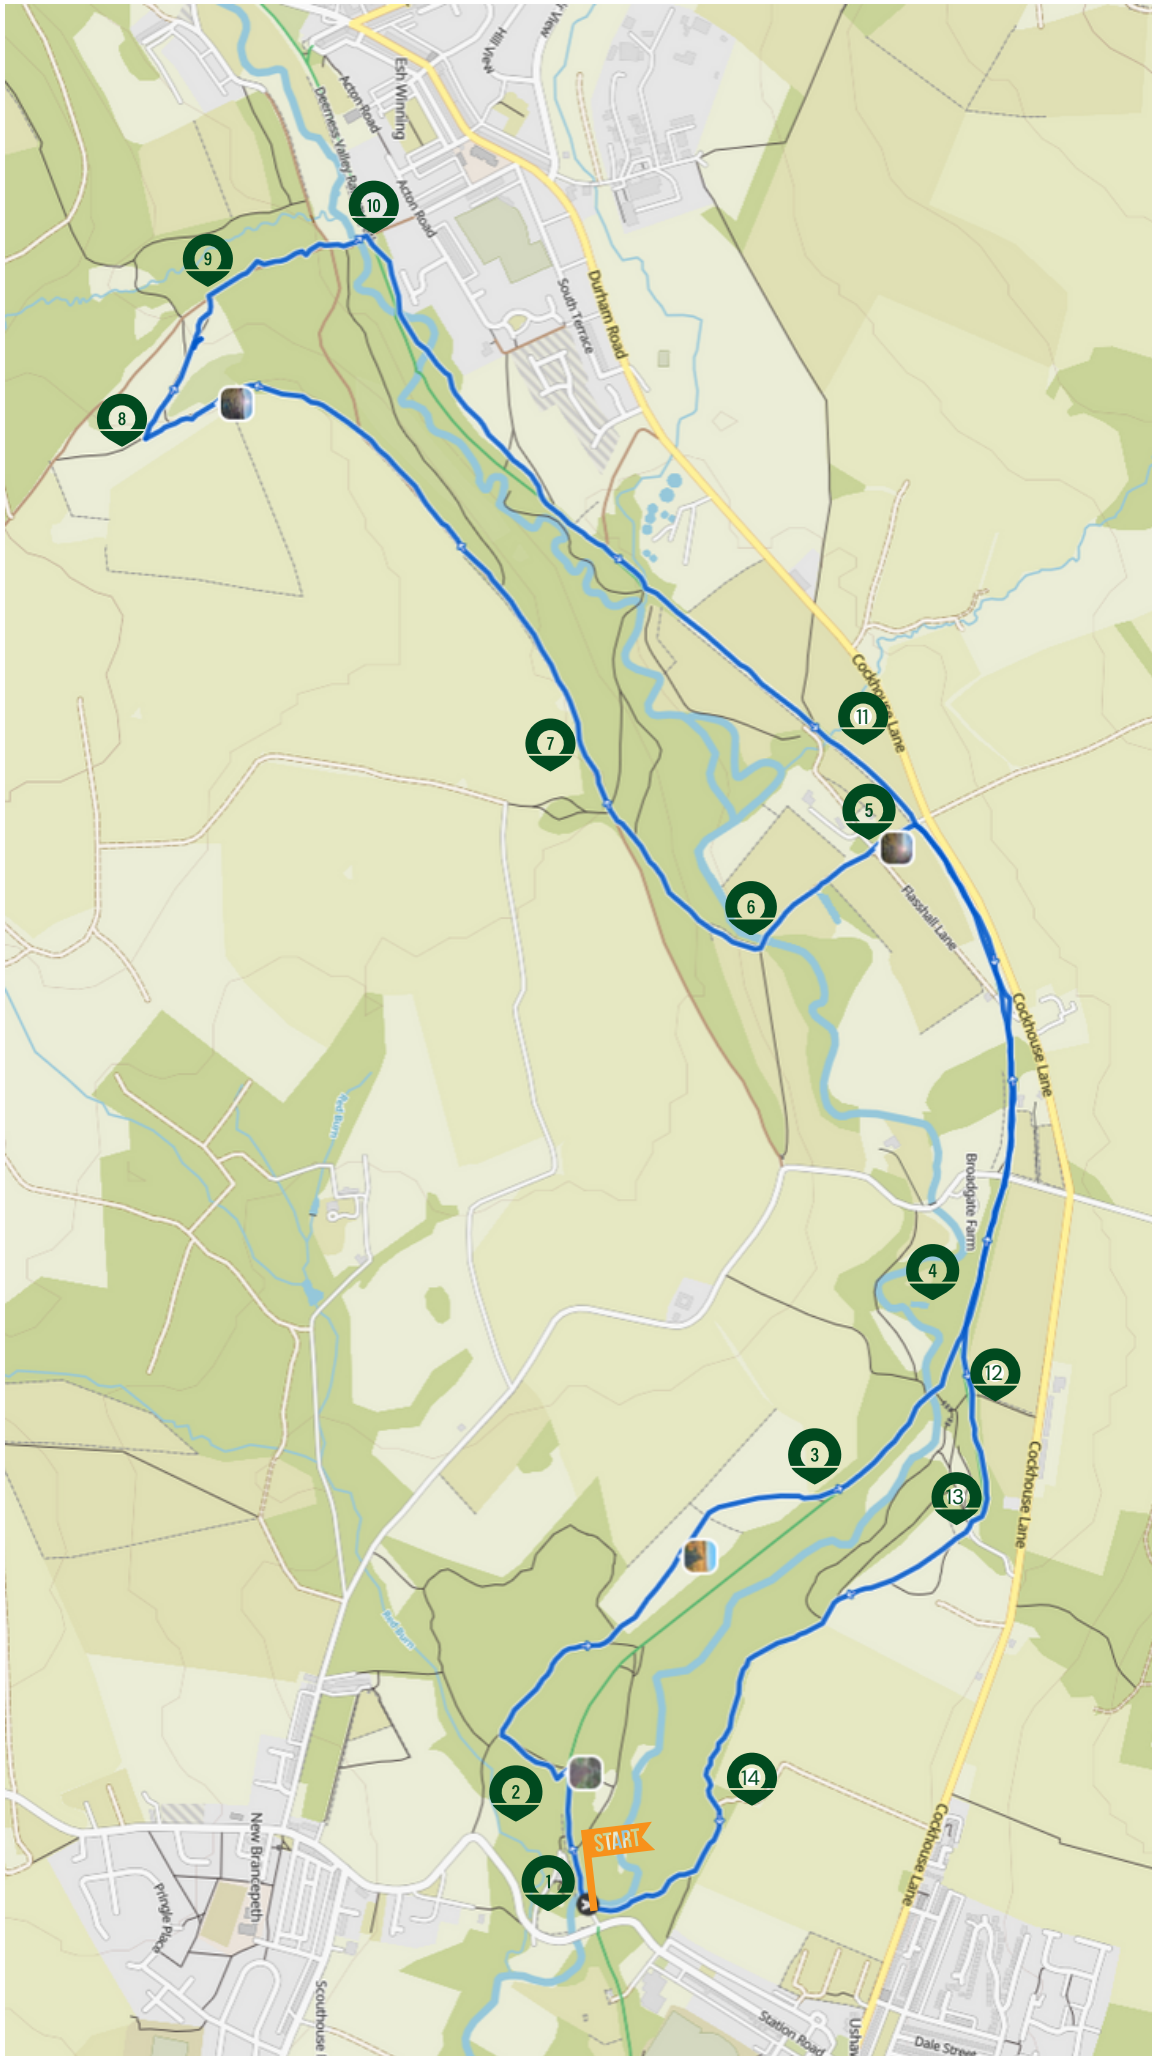 Hill View
r View
Esh Winning
Acton Road
Deerness Valley Ra
10
Acton Road
9
South Terrace
Durham Road
8
Cockhouse Lane
11
7
5
Flasshall Lane
6
Cockhouse Lane
Red Burn
Broadgate Farm
4
12
3
Cockhouse Lane
13
Red Burn
14
2
Cockhouse Lane
New Brancepeth
START
1
Pringle Place
Scouthouse
Station Road
Ushaw
Dale Street